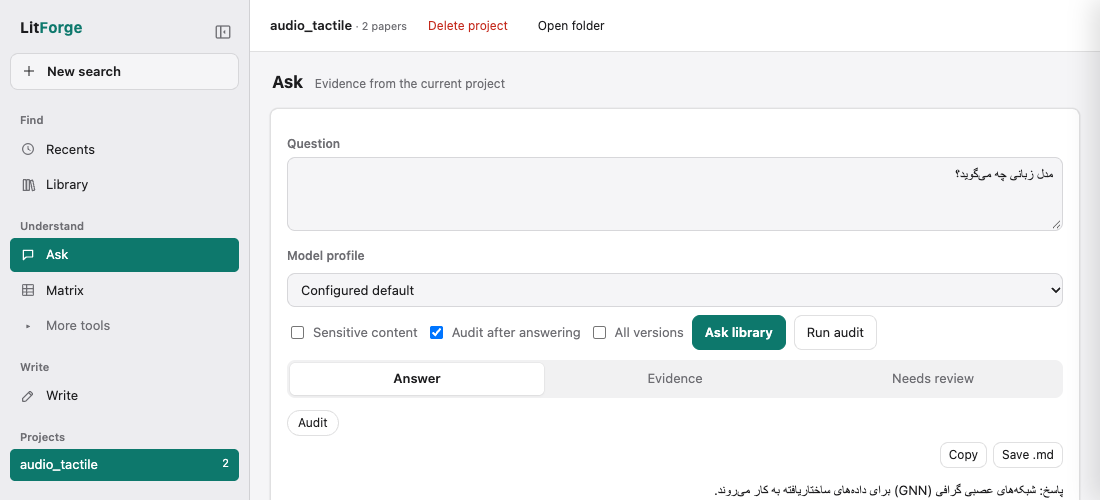 LitForge
New search
Find
Recents
Library
Understand
Ask
Matrix
More tools
Write
Write
Projects
audio_tactile 2
audio_tactile · 2 papers Delete project Open folder
Ask Evidence from the current project
Question
مدل زبانی چه می‌گوید؟
Model profile
Configured default
Sensitive content Audit after answering All versions Ask library Run audit
Answer Evidence Needs review
Audit
Copy Save .md
پاسخ: شبکه‌های عصبی گرافی (GNN) برای داده‌های ساختاریافته به کار می‌روند.